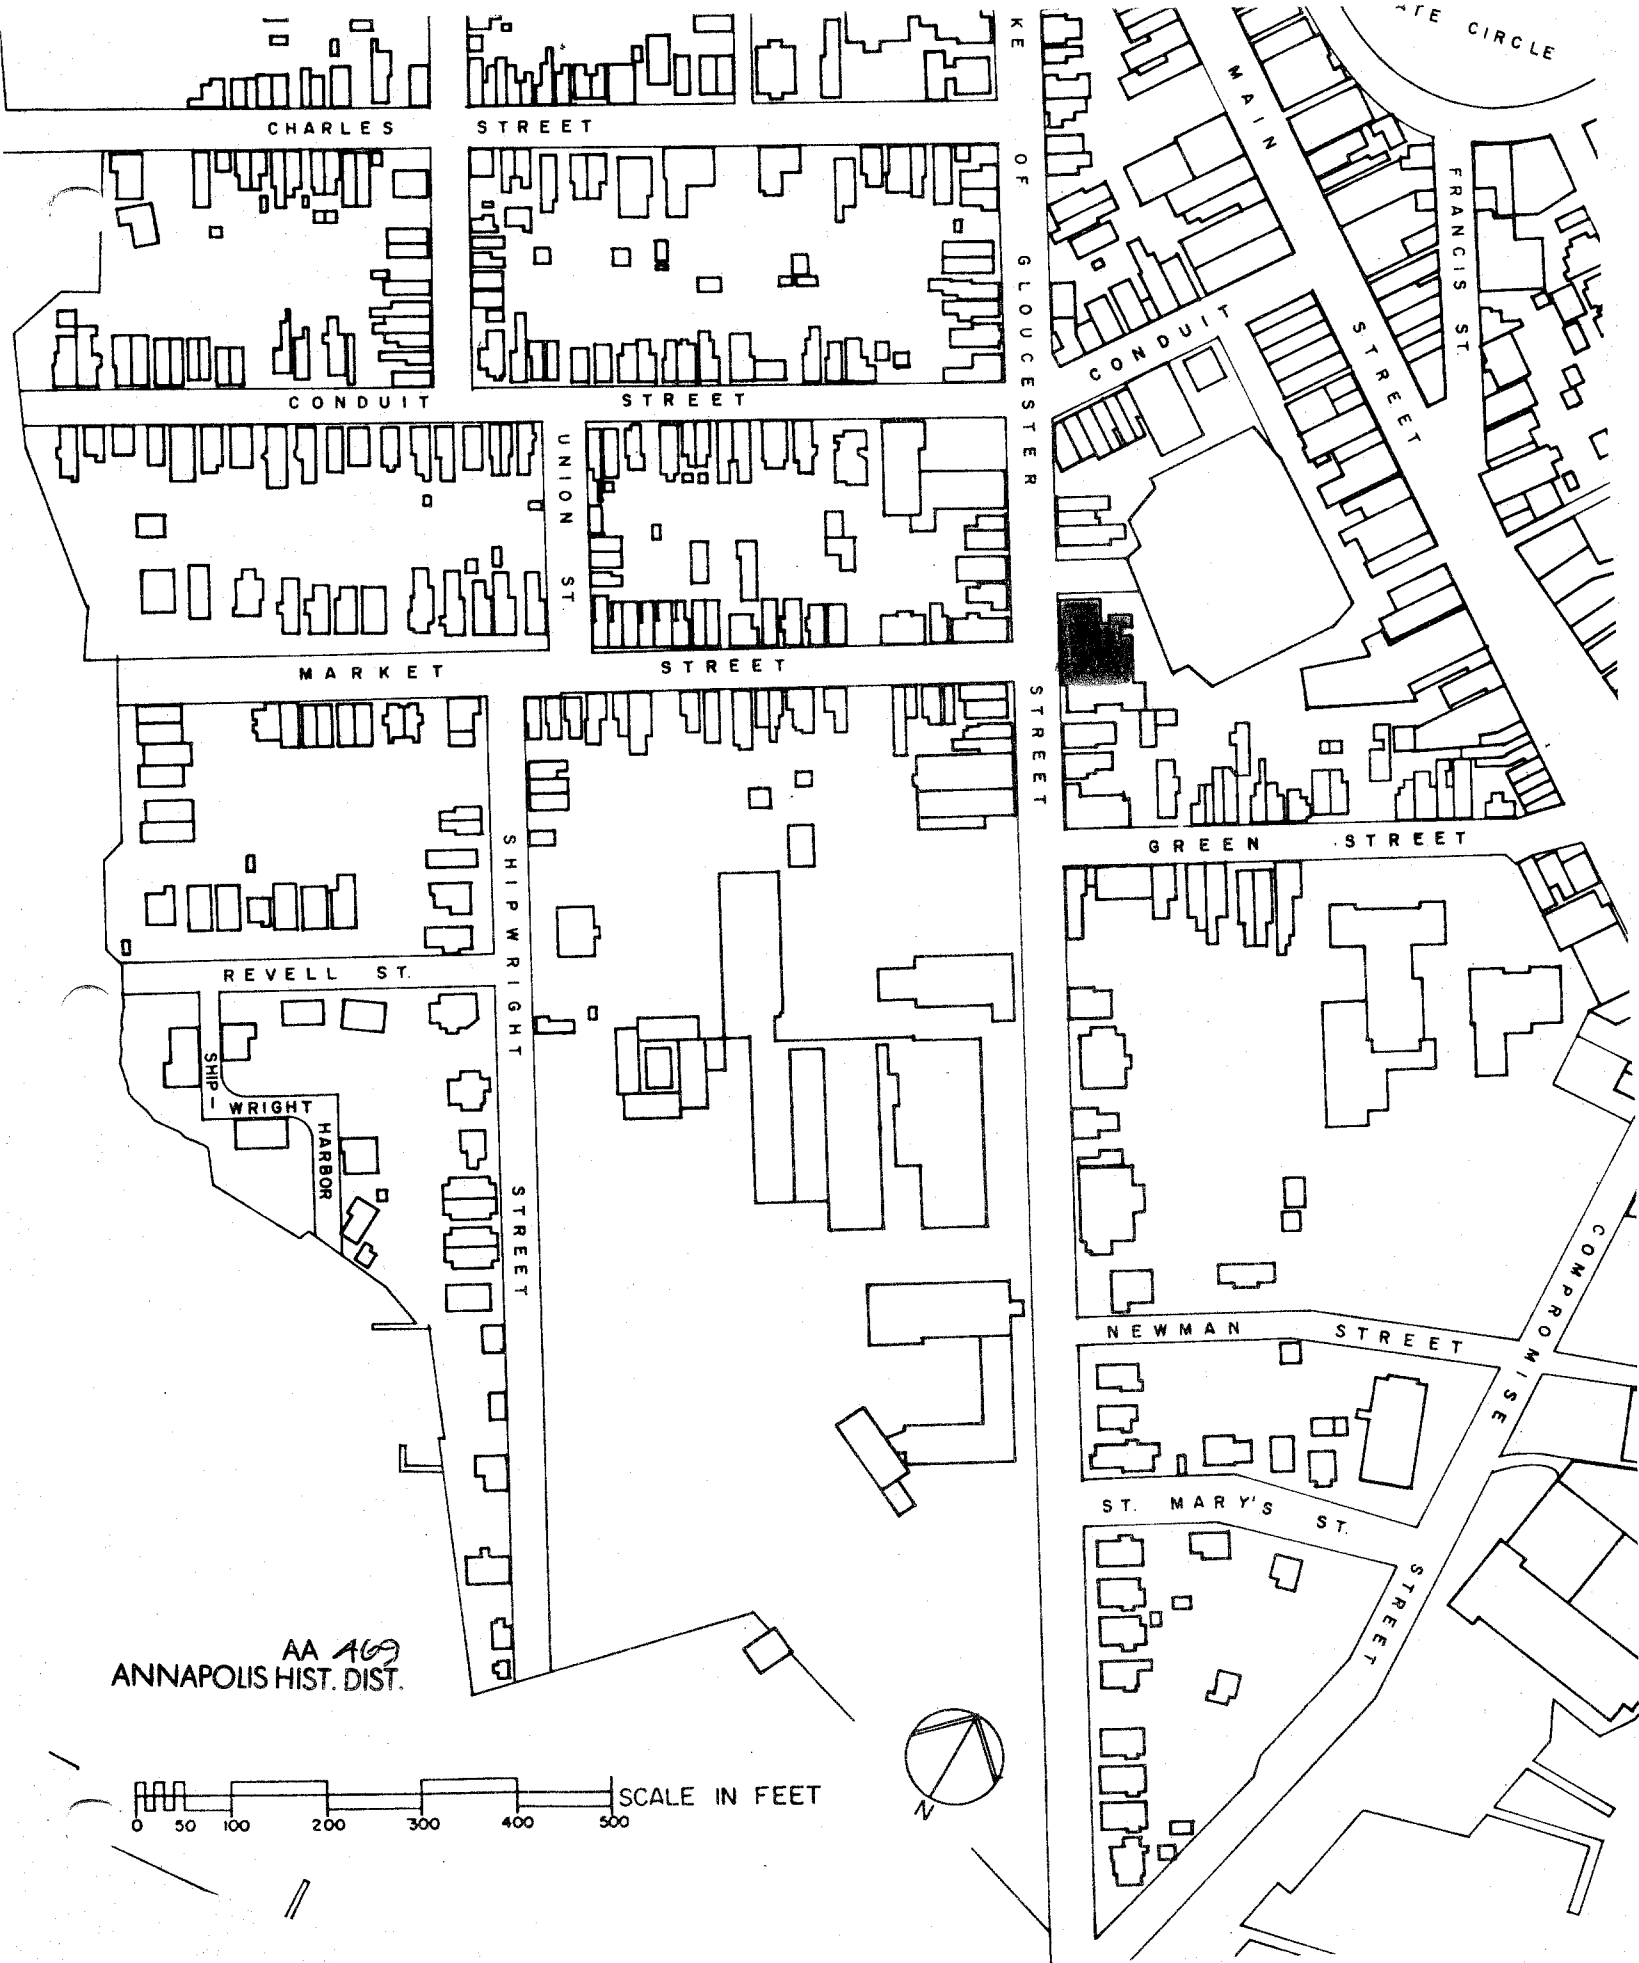 ATE CIRCLE
KE OF GLOUCESTER STREET
MAIN STREET
CHARLES STREET
FRANCIS ST.
CONDUIT
CONDUIT STREET
UNION ST.
MARKET STREET
GREEN STREET
SHIPWRIGHT STREET
REVELL ST.
SHIP-
WRIGHT
HARBOR
COMPROMISE STREET
NEWMAN STREET
ST. MARY'S ST.
AA 469
ANNAPOLIS HIST. DIST.
N
SCALE IN FEET
0 50 100 200 300 400 500